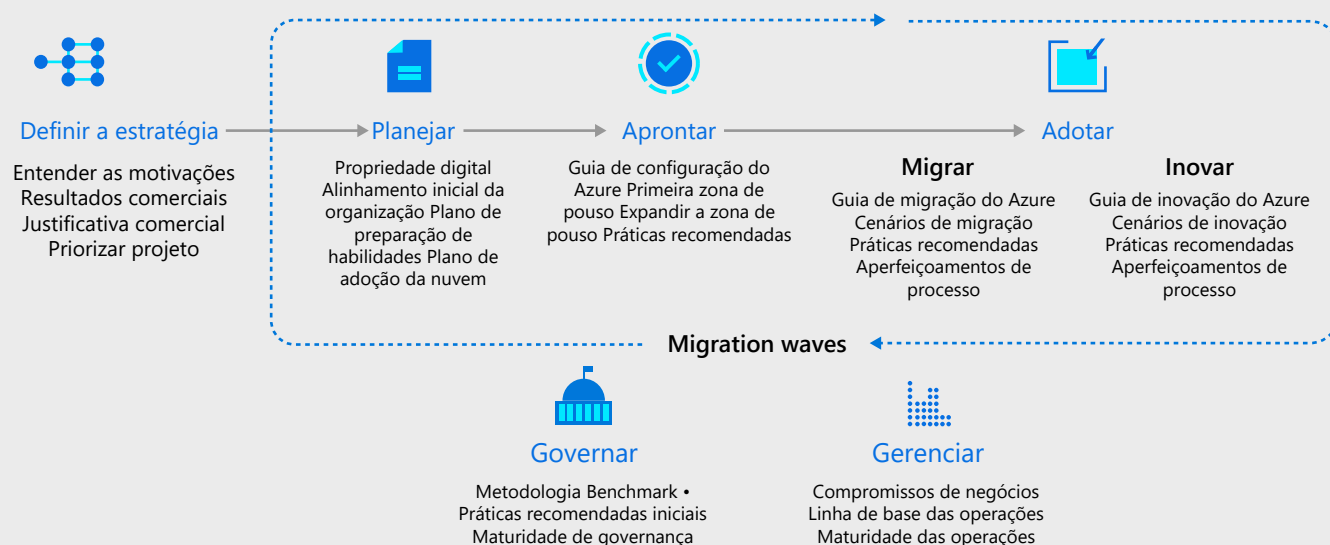 Definir a estratégia
Entender as motivações
Resultados comerciais
Justificativa comercial
Priorizar projeto
Planejar
Propriedade digital
Alinhamento inicial da
organização Plano de
preparação de
habilidades Plano de
adoção da nuvem
Aprontar
Guia de configuração do
Azure Primeira zona de
pouso Expandir a zona de
pouso Práticas recomendadas
Adotar
Migrar
Guia de migração do Azure
Cenários de migração
Práticas recomendadas
Aperfeiçoamentos de
processo
Inovar
Guia de inovação do Azure
Cenários de inovação
Práticas recomendadas
Aperfeiçoamentos de
processo
Migration waves
Governar
Metodologia Benchmark •
Práticas recomendadas iniciais
Maturidade de governança
Gerenciar
Compromissos de negócios
Linha de base das operações
Maturidade das operações